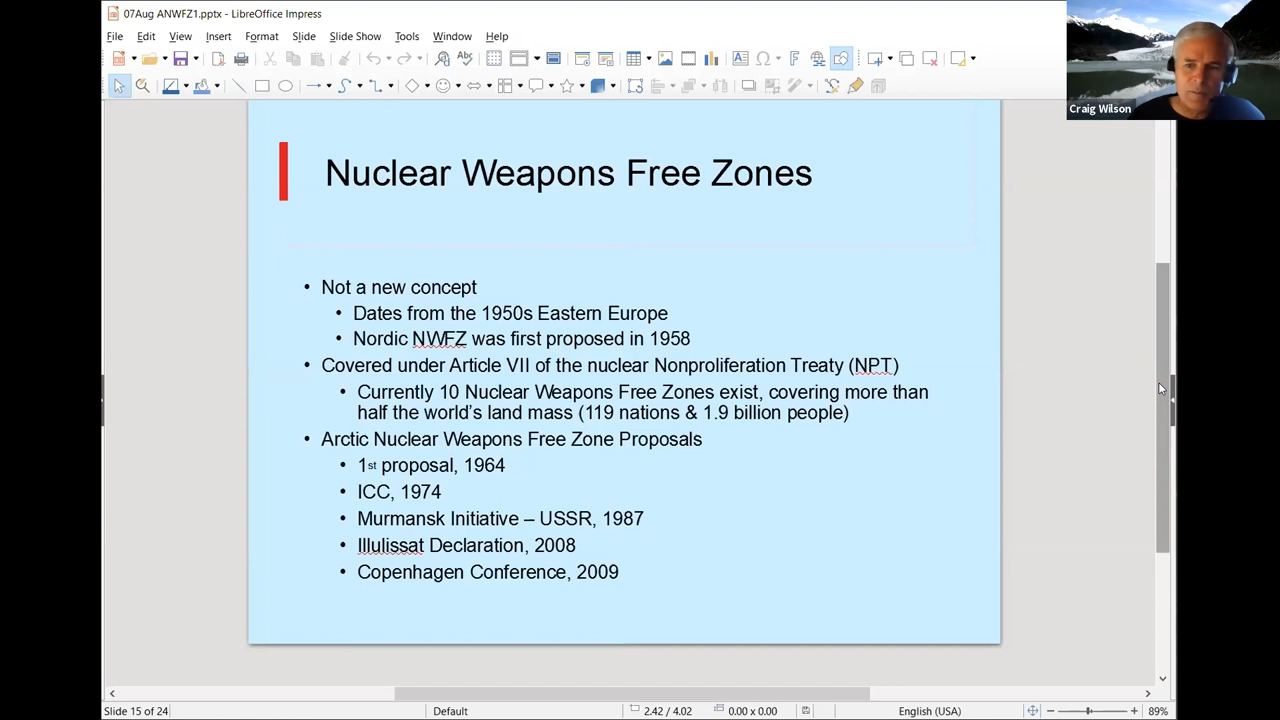 07Aug ANWFZ1.pptx - LibreOffice Impress
File Edit View Insert Format Slide Slide Show Tools Window Help
Craig Wilson
Nuclear Weapons Free Zones
• Not a new concept
• Dates from the 1950s Eastern Europe
• Nordic NWFZ was first proposed in 1958
• Covered under Article VII of the nuclear Nonproliferation Treaty (NPT)
• Currently 10 Nuclear Weapons Free Zones exist, covering more than
half the world's land mass (119 nations & 1.9 billion people)
• Arctic Nuclear Weapons Free Zone Proposals
• 1st proposal, 1964
• ICC, 1974
• Murmansk Initiative – USSR, 1987
• Illulissat Declaration, 2008
• Copenhagen Conference, 2009
Slide 15 of 24 Default 2.42 / 4.02 0.00 x 0.00 English (USA) 89%